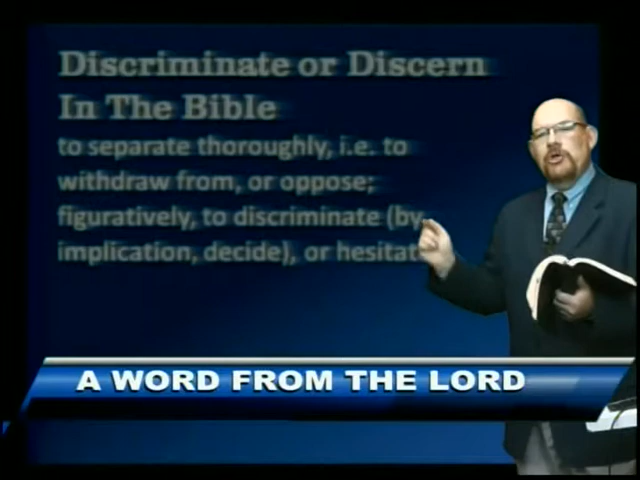 Discriminate or Discern
In The Bible
to separate thoroughly, i.e. to
withdraw from, or oppose;
figuratively, to discriminate (by
implication, decide), or hesitat
A WORD FROM THE LORD